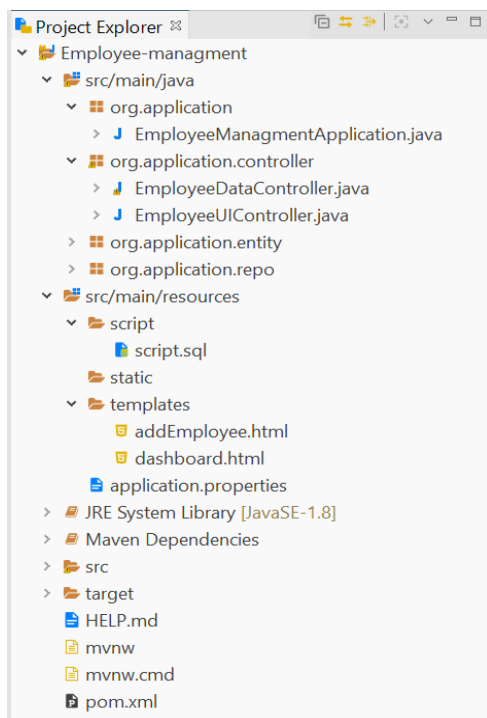 Project Explorer
Employee-managment
src/main/java
org.application
EmployeeManagmentApplication.java
org.application.controller
EmployeeDataController.java
EmployeeUIController.java
org.application.entity
org.application.repo
src/main/resources
script
script.sql
static
templates
addEmployee.html
dashboard.html
application.properties
JRE System Library [JavaSE-1.8]
Maven Dependencies
src
target
HELP.md
mvnw
mvnw.cmd
pom.xml